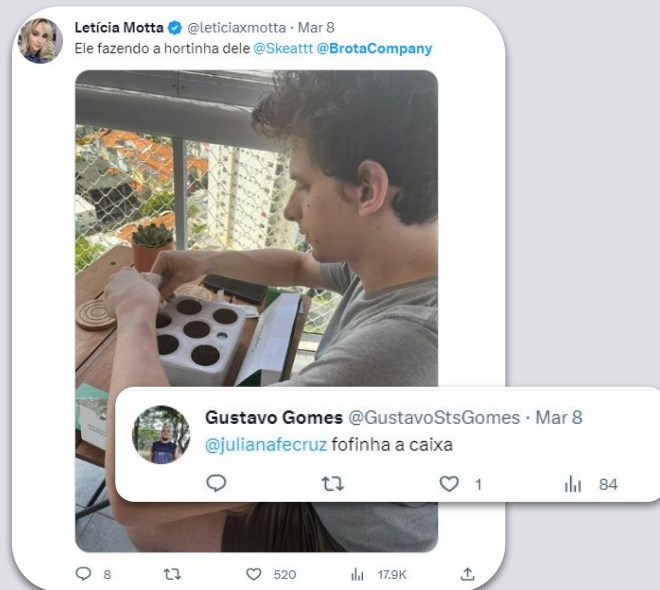 Letícia Motta @leticiaxmotta · Mar 8
Ele fazendo a hortinha dele @Skeattt @BrotaCompany
Gustavo Gomes @GustavoStsGomes · Mar 8
@julianafecruz fofinha a caixa
1 84
8 520 17.9K